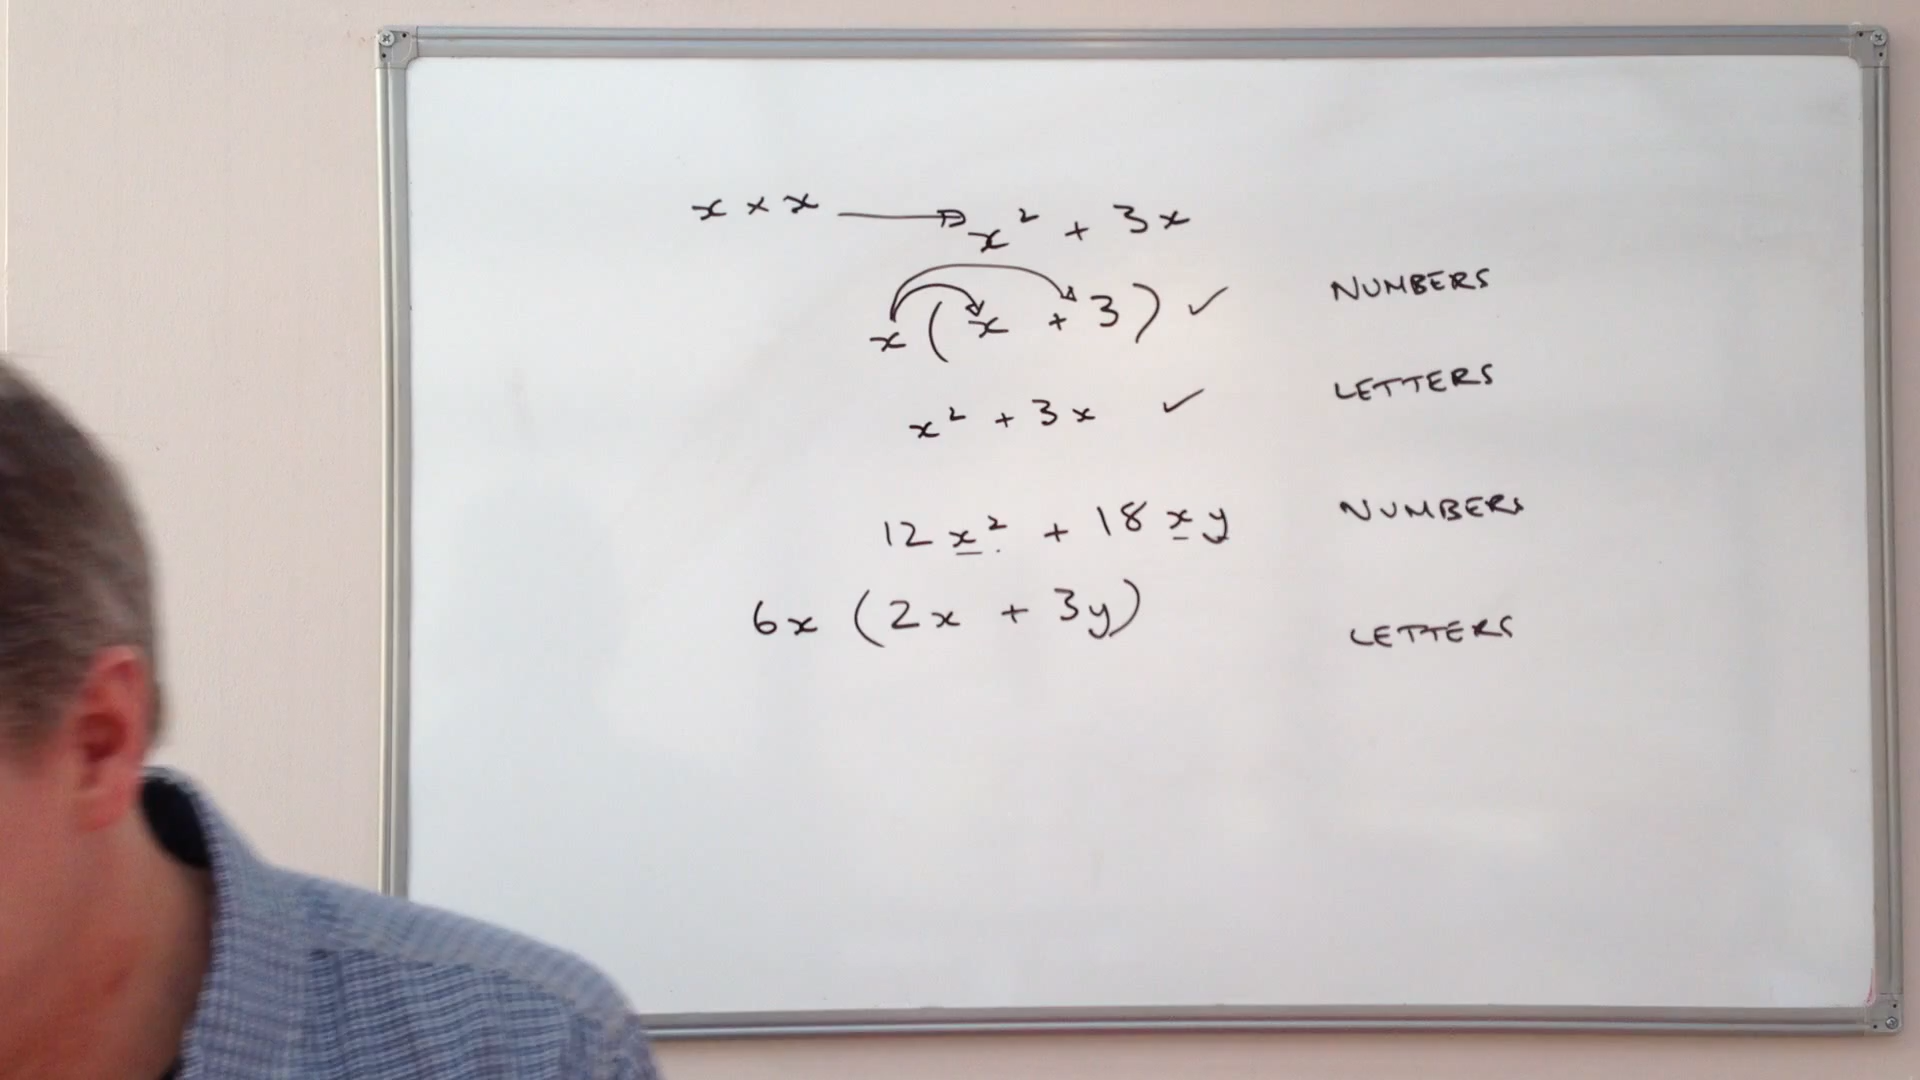 x × x → x² + 3x
x(x + 3) ✓
NUMBERS
x² + 3x ✓
LETTERS
12x² + 18xy
NUMBERS
6x(2x + 3y)
LETTERS